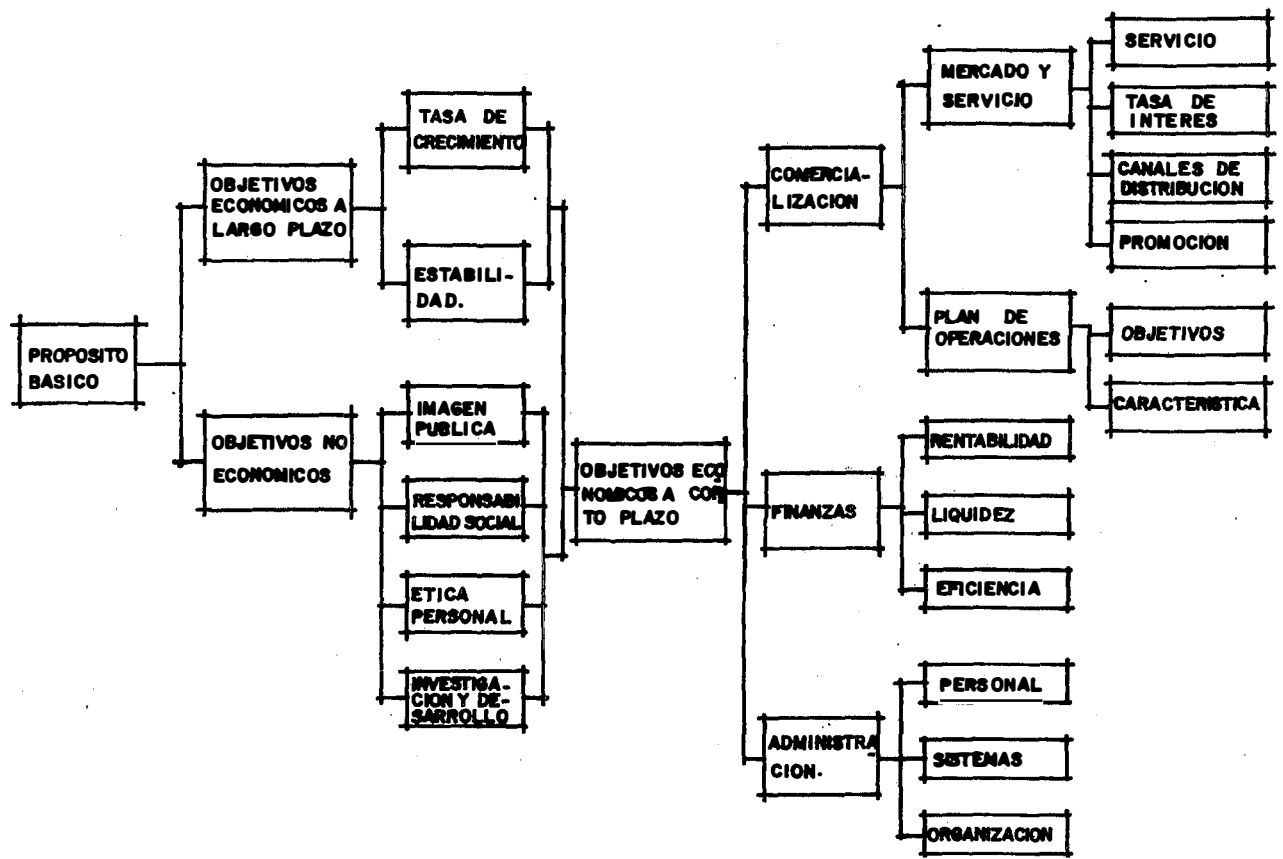 PROPOSITO
BASICO
OBJETIVOS
ECONOMICOS A
LARGO PLAZO
OBJETIVOS NO
ECONOMICOS
TASA DE
CRECIMIENTO
ESTABILI-
DAD.
IMAGEN
PUBLICA
RESPONSABI
LIDAD SOCIAL
ETICA
PERSONAL
INVESTIGA-
CION Y DE-
SARROLLO
OBJETIVOS ECO
NOMICOS A COR
TO PLAZO
COMERCIA-
LIZACION
FINANZAS
ADMINISTRA
CION.
MERCADO Y
SERVICIO
PLAN DE
OPERACIONES
RENTABILIDAD
LIQUIDEZ
EFICIENCIA
PERSONAL
SISTEMAS
ORGANIZACION
SERVICIO
TASA DE
INTERES
CANALES DE
DISTRIBUCION
PROMOCION
OBJETIVOS
CARACTERISTICA